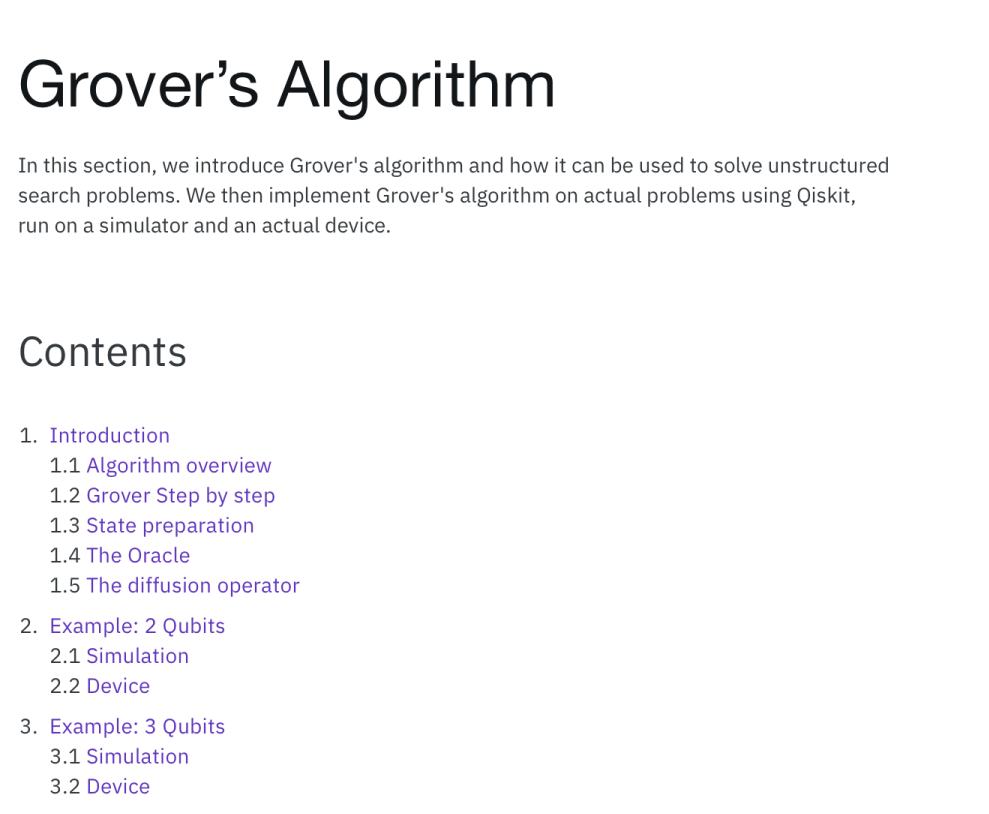 Grover’s Algorithm
In this section, we introduce Grover's algorithm and how it can be used to solve unstructured
search problems. We then implement Grover's algorithm on actual problems using Qiskit,
run on a simulator and an actual device.
Contents
1. Introduction
1.1 Algorithm overview
1.2 Grover Step by step
1.3 State preparation
1.4 The Oracle
1.5 The diffusion operator
2. Example: 2 Qubits
2.1 Simulation
2.2 Device
3. Example: 3 Qubits
3.1 Simulation
3.2 Device